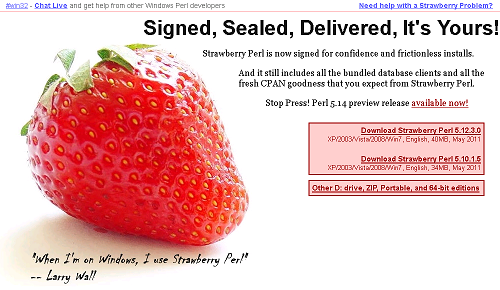 #win32 - Chat Live and get help from other Windows Perl developers
Need help with a Strawberry Problem?
Signed, Sealed, Delivered, It's Yours!
Strawberry Perl is now signed for confidence and frictionless installs.
And it still includes all the bundled database clients and all the
fresh CPAN goodness that you expect from Strawberry Perl.
Stop Press! Perl 5.14 preview release available now!
Download Strawberry Perl 5.12.3.0
XP/2003/Vista/2008/Win7, English, 40MB, May 2011
Download Strawberry Perl 5.10.1.5
XP/2003/Vista/2008/Win7, English, 34MB, May 2011
Other D: drive, ZIP, Portable, and 64-bit editions
"When I'm on Windows, I use Strawberry Perl"
-- Larry Wall